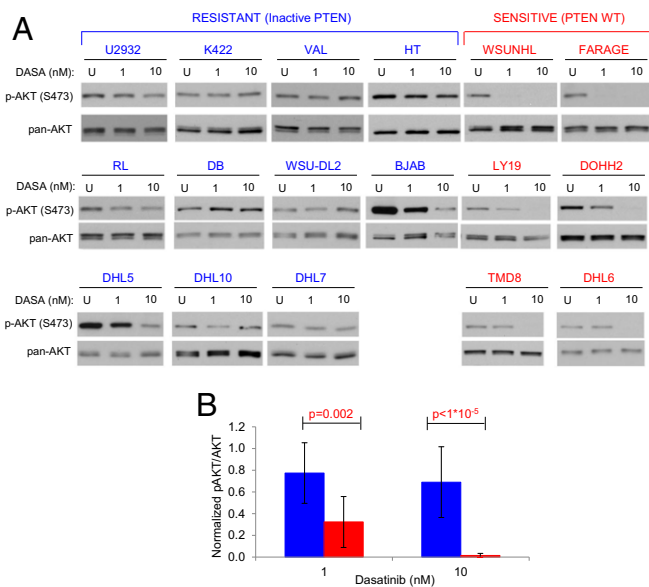 A
RESISTANT (Inactive PTEN) SENSITIVE (PTEN WT)
U2932 K422 VAL HT WSUNHL FARAGE
DASA (nM): U 1 10 U 1 10 U 1 10 U 1 10 U 1 10 U 1 10
p-AKT (S473)
pan-AKT
RL DB WSU-DL2 BJAB LY19 DOHH2
DASA (nM): U 1 10 U 1 10 U 1 10 U 1 10 U 1 10 U 1 10
p-AKT (S473)
pan-AKT
DHL5 DHL10 DHL7 TMD8 DHL6
DASA (nM): U 1 10 U 1 10 U 1 10 U 1 10 U 1 10
p-AKT (S473)
pan-AKT
B
p=0.002 p<1*10-5
Normalized pAKT/AKT
1.2
1.0
0.8
0.6
0.4
0.2
0.0
1 10
Dasatinib (nM)